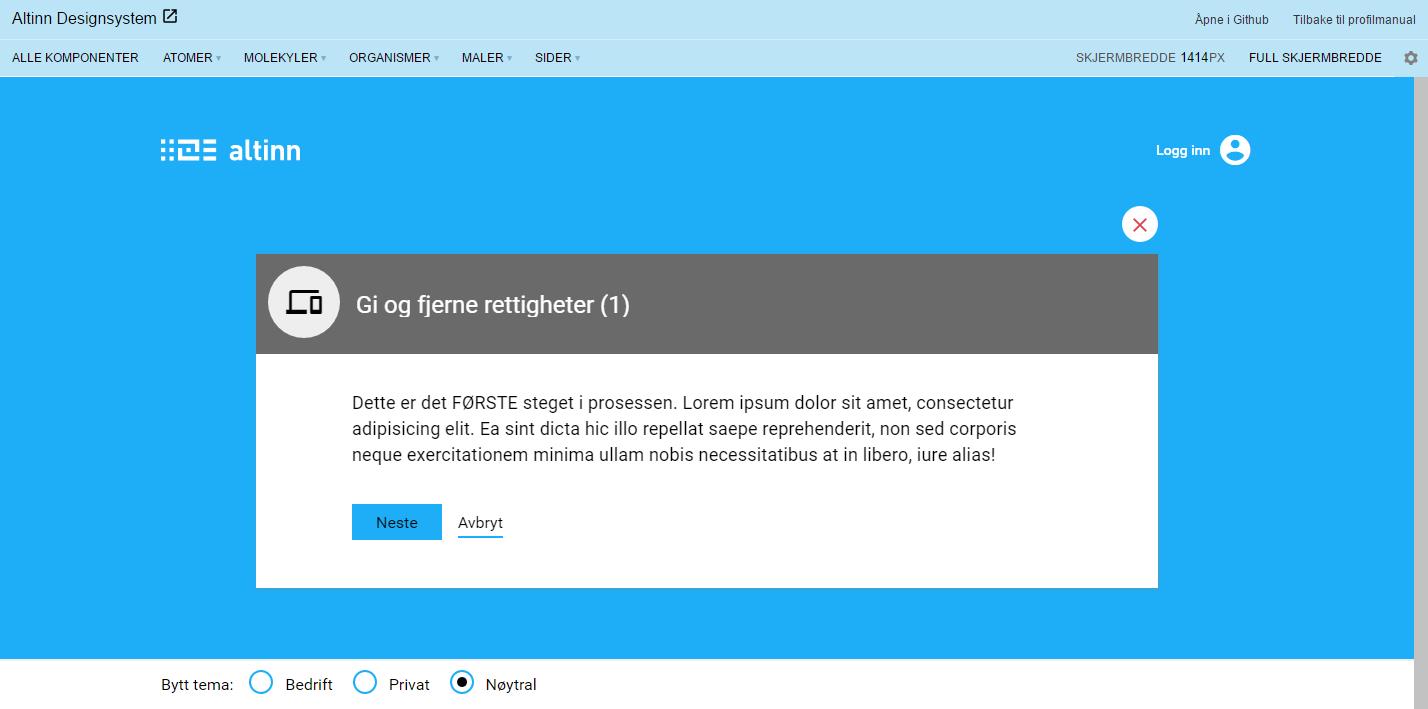 Altinn Designsystem
Åpne i Github
Tilbake til profilmanual
ALLE KOMPONENTER ATOMER MOLEKYLER ORGANISMER MALER SIDER SKJERMBREDDE 1414PX FULL SKJERMBREDDE
altinn
Logg inn
Gi og fjerne rettigheter (1)
Dette er det FØRSTE steget i prosessen. Lorem ipsum dolor sit amet, consectetur
adipisicing elit. Ea sint dicta hic illo repellat saepe reprehenderit, non sed corporis
neque exercitationem minima ullam nobis necessitatibus at in libero, iure alias!
Neste Avbryt
Bytt tema: Bedrift Privat Nøytral